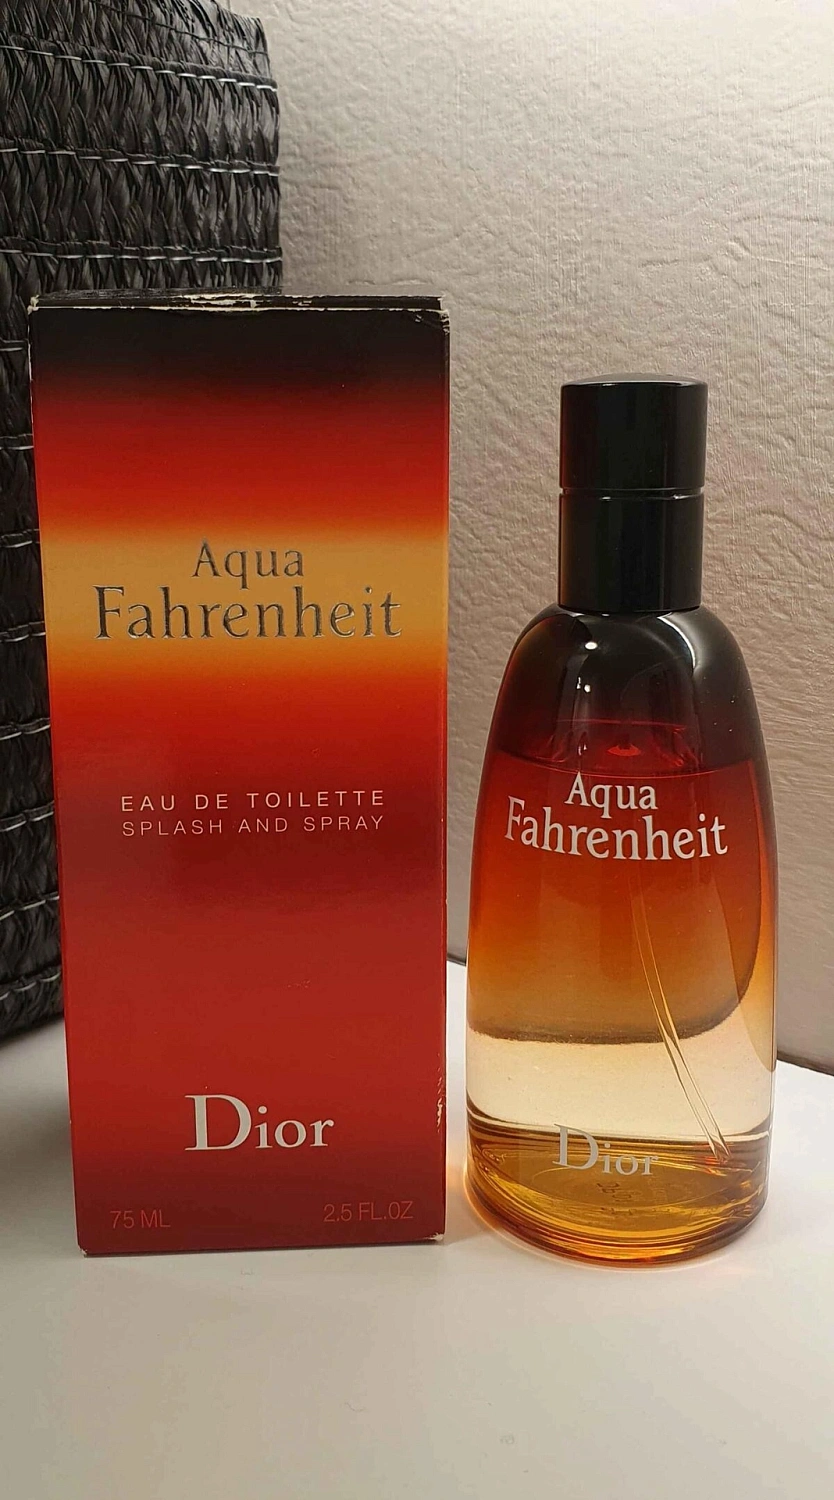 Aqua
Fahrenheit
EAU DE TOILETTE
SPLASH AND SPRAY
Dior
75 ML
2.5 FL.OZ
Aqua
Fahrenheit
Dior